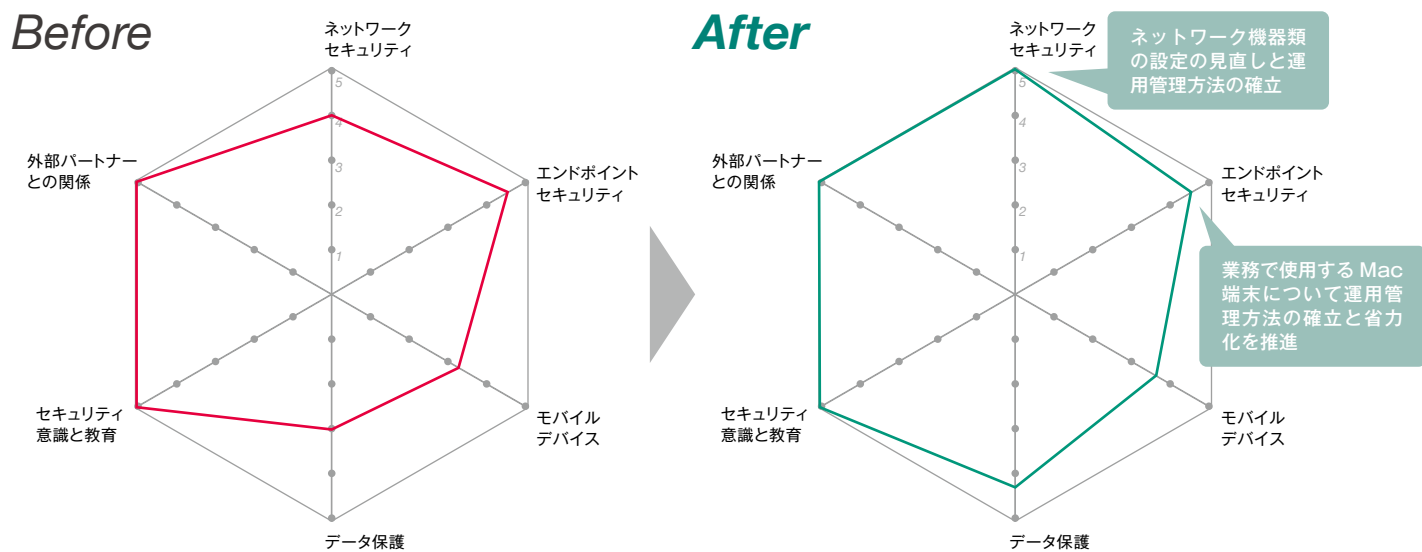 Before
ネットワーク
セキュリティ
5
4
3
2
1
外部パートナー
との関係
エンドポイント
セキュリティ
セキュリティ
意識と教育
モバイル
デバイス
データ保護
After
ネットワーク
セキュリティ
5
4
3
2
1
外部パートナー
との関係
エンドポイント
セキュリティ
セキュリティ
意識と教育
モバイル
デバイス
データ保護
ネットワーク機器類
の設定の見直しと運
用管理方法の確立
業務で使用する Mac
端末について運用管
理方法の確立と省力
化を推進